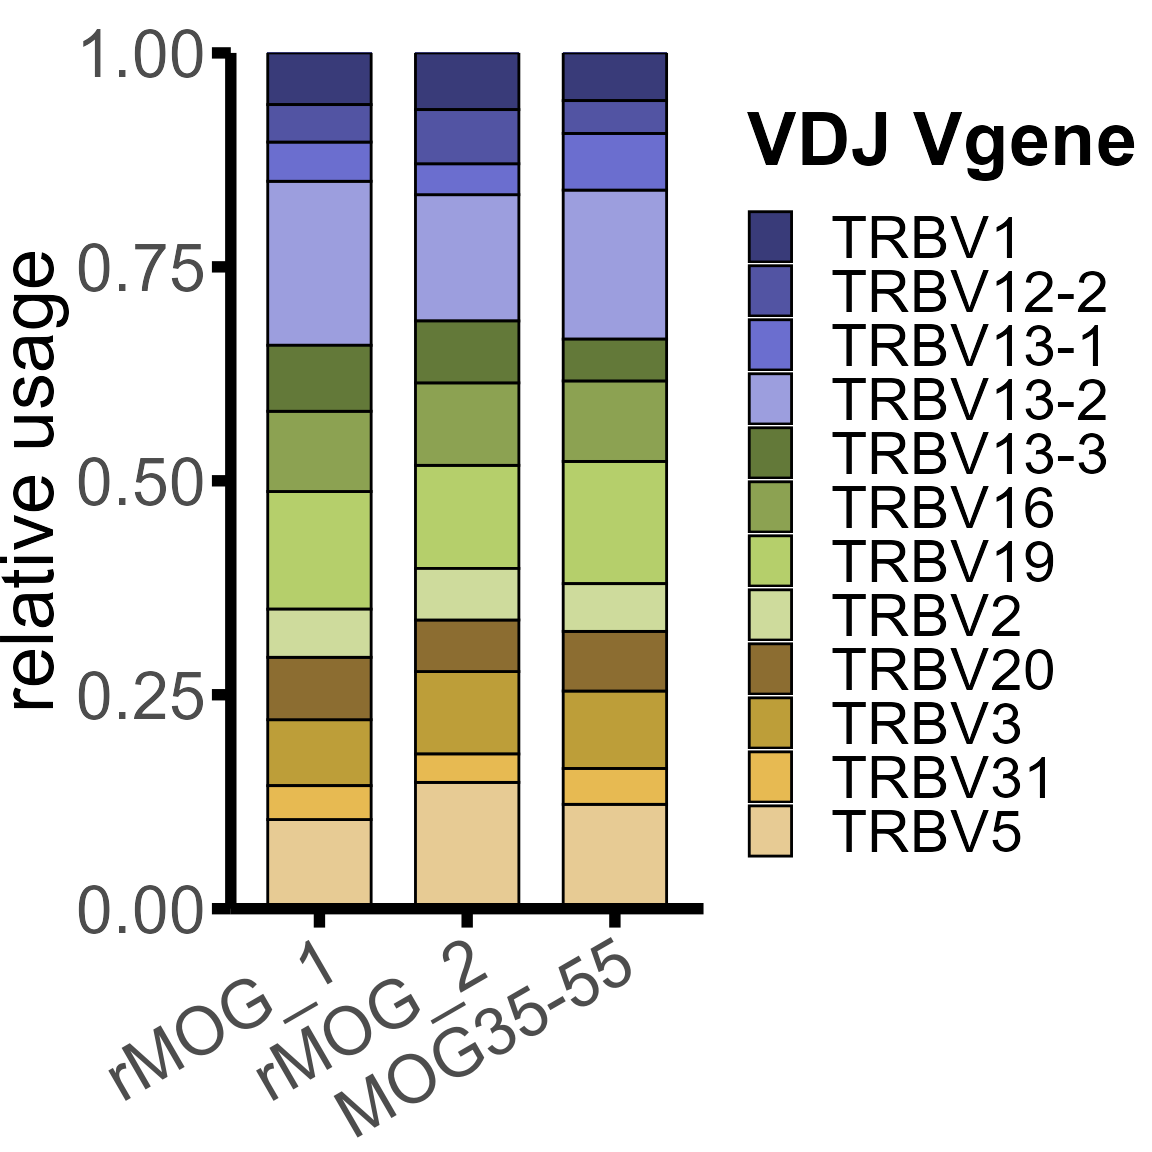 relative usage
1.00
0.75
0.50
0.25
0.00
rMOG_1
rMOG_2
MOG35-55
VDJ Vgene
TRBV1
TRBV12-2
TRBV13-1
TRBV13-2
TRBV13-3
TRBV16
TRBV19
TRBV2
TRBV20
TRBV3
TRBV31
TRBV5